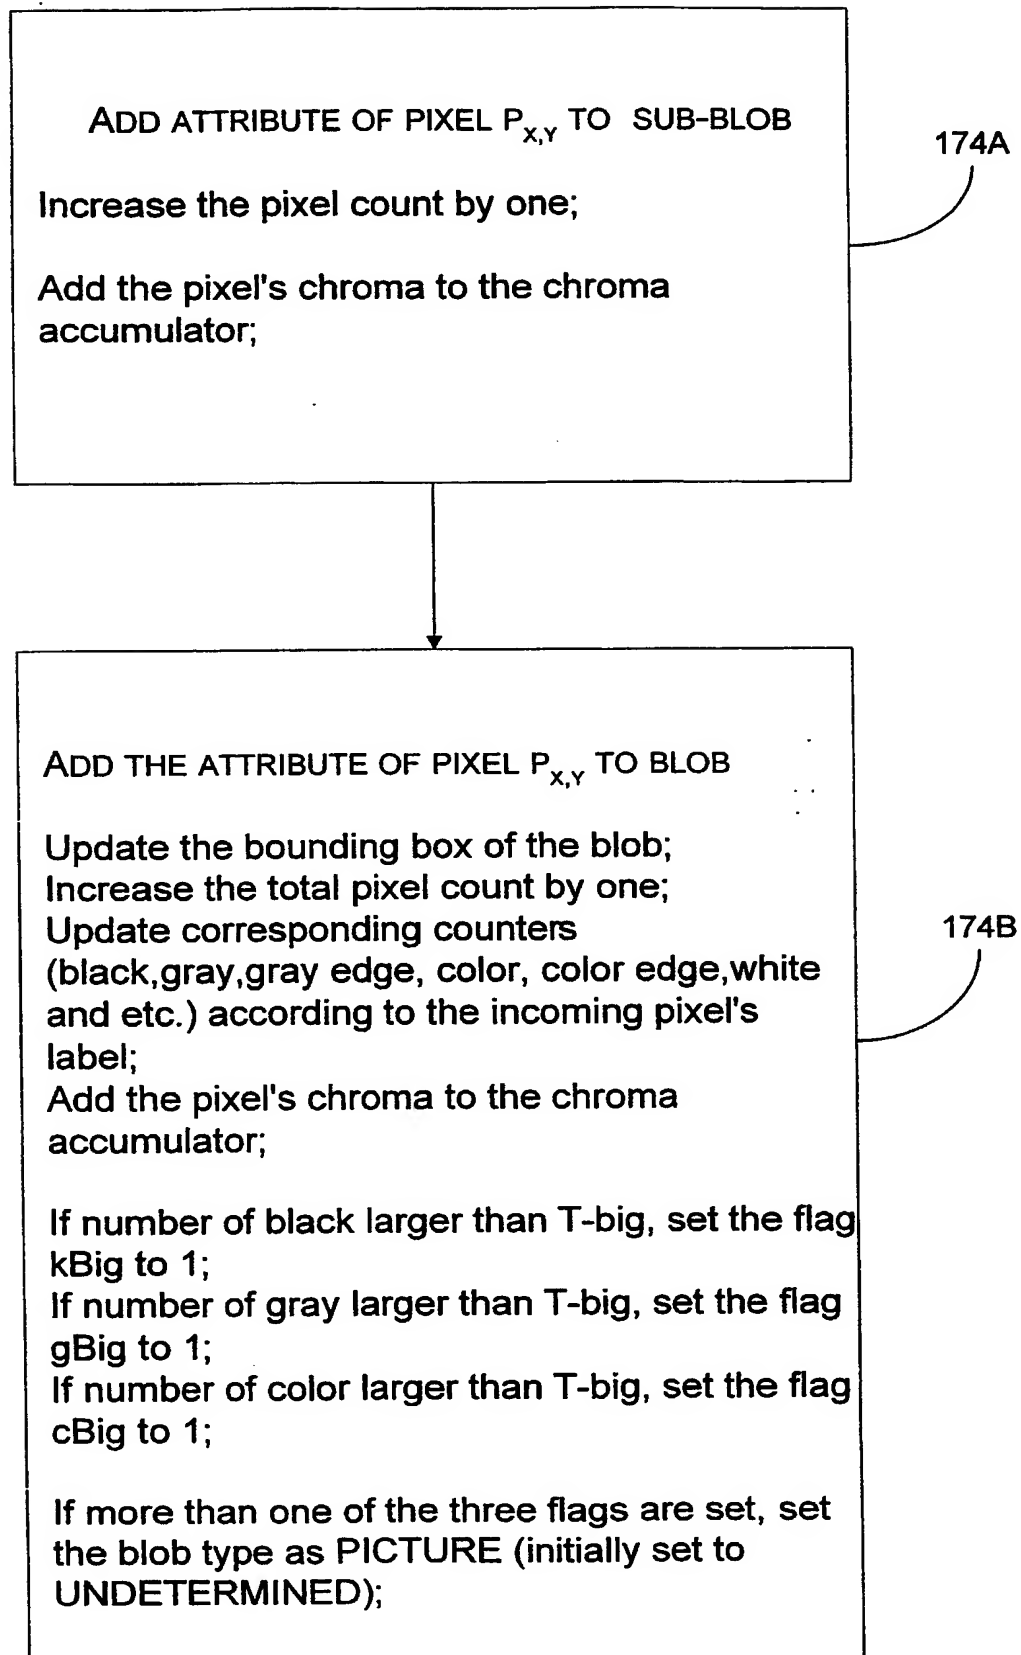 ADD ATTRIBUTE OF PIXEL PX,Y TO SUB-BLOB
174A
Increase the pixel count by one;
Add the pixel's chroma to the chroma
accumulator;
ADD THE ATTRIBUTE OF PIXEL PX,Y TO BLOB
Update the bounding box of the blob;
Increase the total pixel count by one;
Update corresponding counters
174B
(black,gray,gray edge, color, color edge,white
and etc.) according to the incoming pixel's
label;
Add the pixel's chroma to the chroma
accumulator;
If number of black larger than T-big, set the flag
kBig to 1;
If number of gray larger than T-big, set the flag
gBig to 1;
If number of color larger than T-big, set the flag
cBig to 1;
If more than one of the three flags are set, set
the blob type as PICTURE (initially set to
UNDETERMINED);